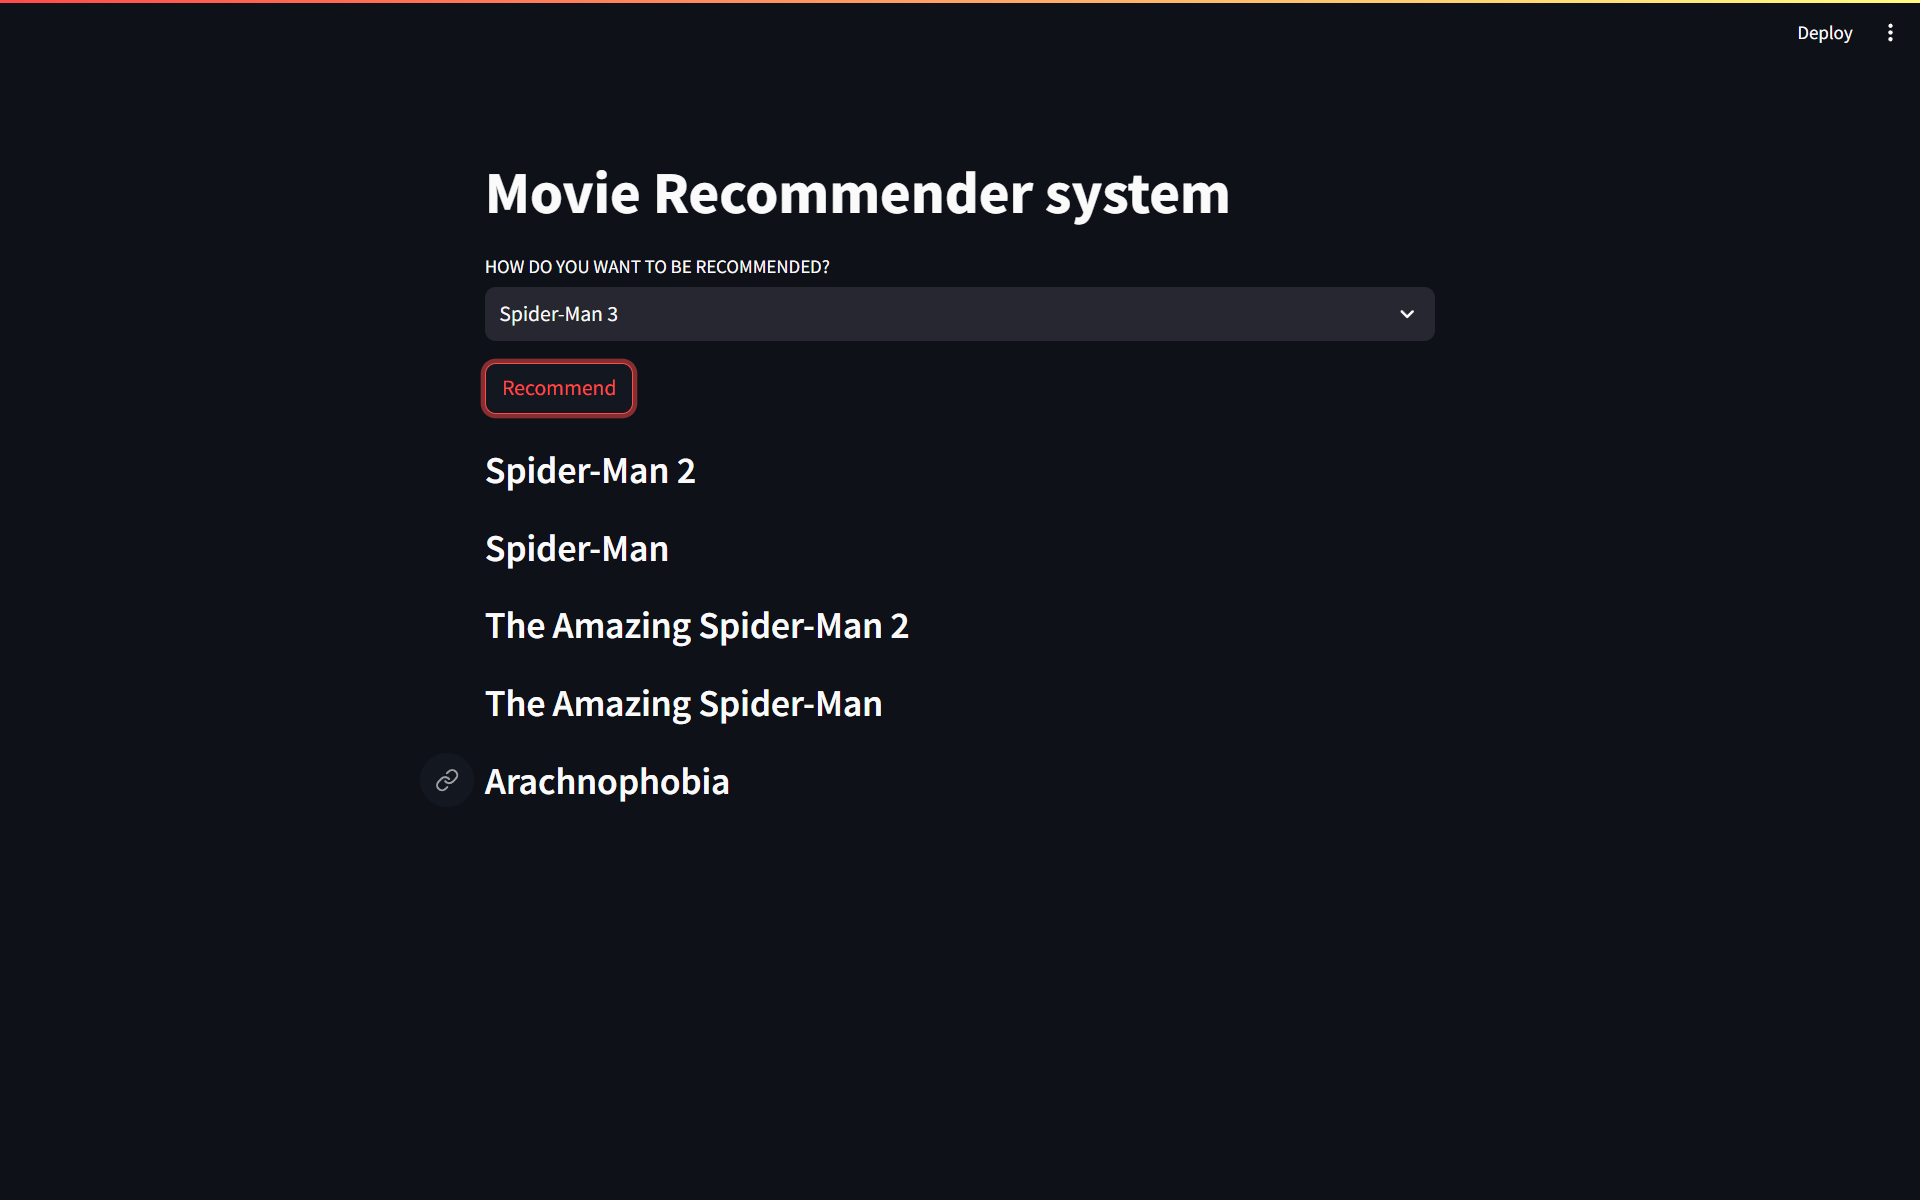 Deploy
Movie Recommender system
HOW DO YOU WANT TO BE RECOMMENDED?
Spider-Man 3
Recommend
Spider-Man 2
Spider-Man
The Amazing Spider-Man 2
The Amazing Spider-Man
Arachnophobia